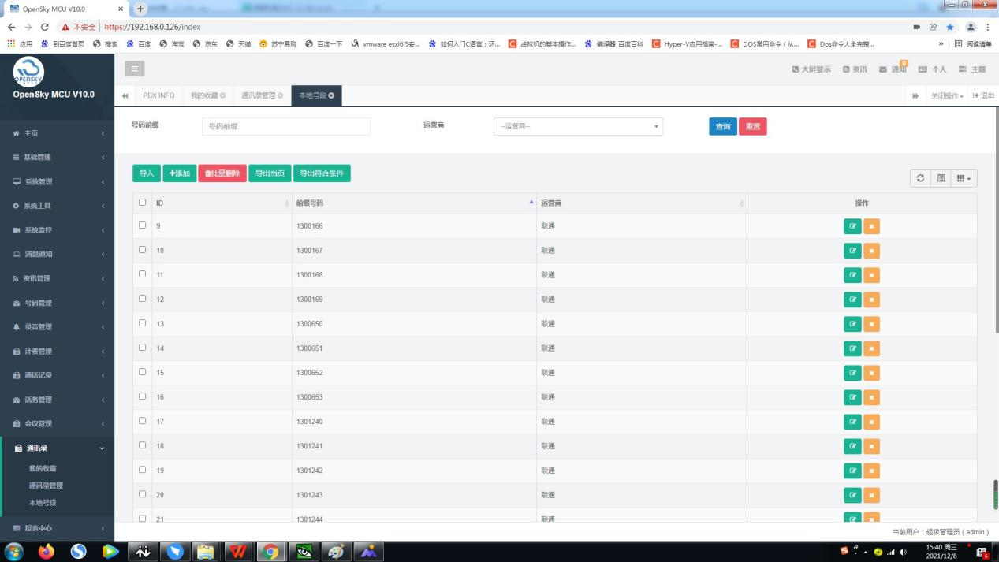 OpenSky MCU V10.0
不安全 | https://192.168.0.126/index
应用 到百度首页 搜索 百度 淘宝 京东 天猫 苏宁易购 百度一下 vmware esxi6.5安... 如何入门C语言：环... 虚拟机的基本操作... 编译器_百度百科 Hyper-V应用指南-... DOS常用命令（从... Dos命令大全完整... » 阅读清单
OPENSKY
OpenSky MCU V10.0
大屏显示 资讯 通知 0 个人 主题
PBX INFO 我的收藏 通讯录管理 本地号段 关闭操作 退出
主页
基础管理
系统管理
系统工具
系统监控
消息通知
资讯管理
号码管理
录音管理
计费管理
通话记录
话务管理
会议管理
通讯录
我的收藏
通讯录管理
本地号段
报表中心
号码前缀 号码前缀 运营商 --运营商-- 查询 重置
导入 添加 批量删除 导出当页 导出符合条件
ID 前缀号码 运营商 操作
9 1300166 联通
10 1300167 联通
11 1300168 联通
12 1300169 联通
13 1300650 联通
14 1300651 联通
15 1300652 联通
16 1300653 联通
17 1301240 联通
18 1301241 联通
19 1301242 联通
20 1301243 联通
21 1301244 联通
当前用户：超级管理员 ( admin )
15:40 周三
2021/12/8
6